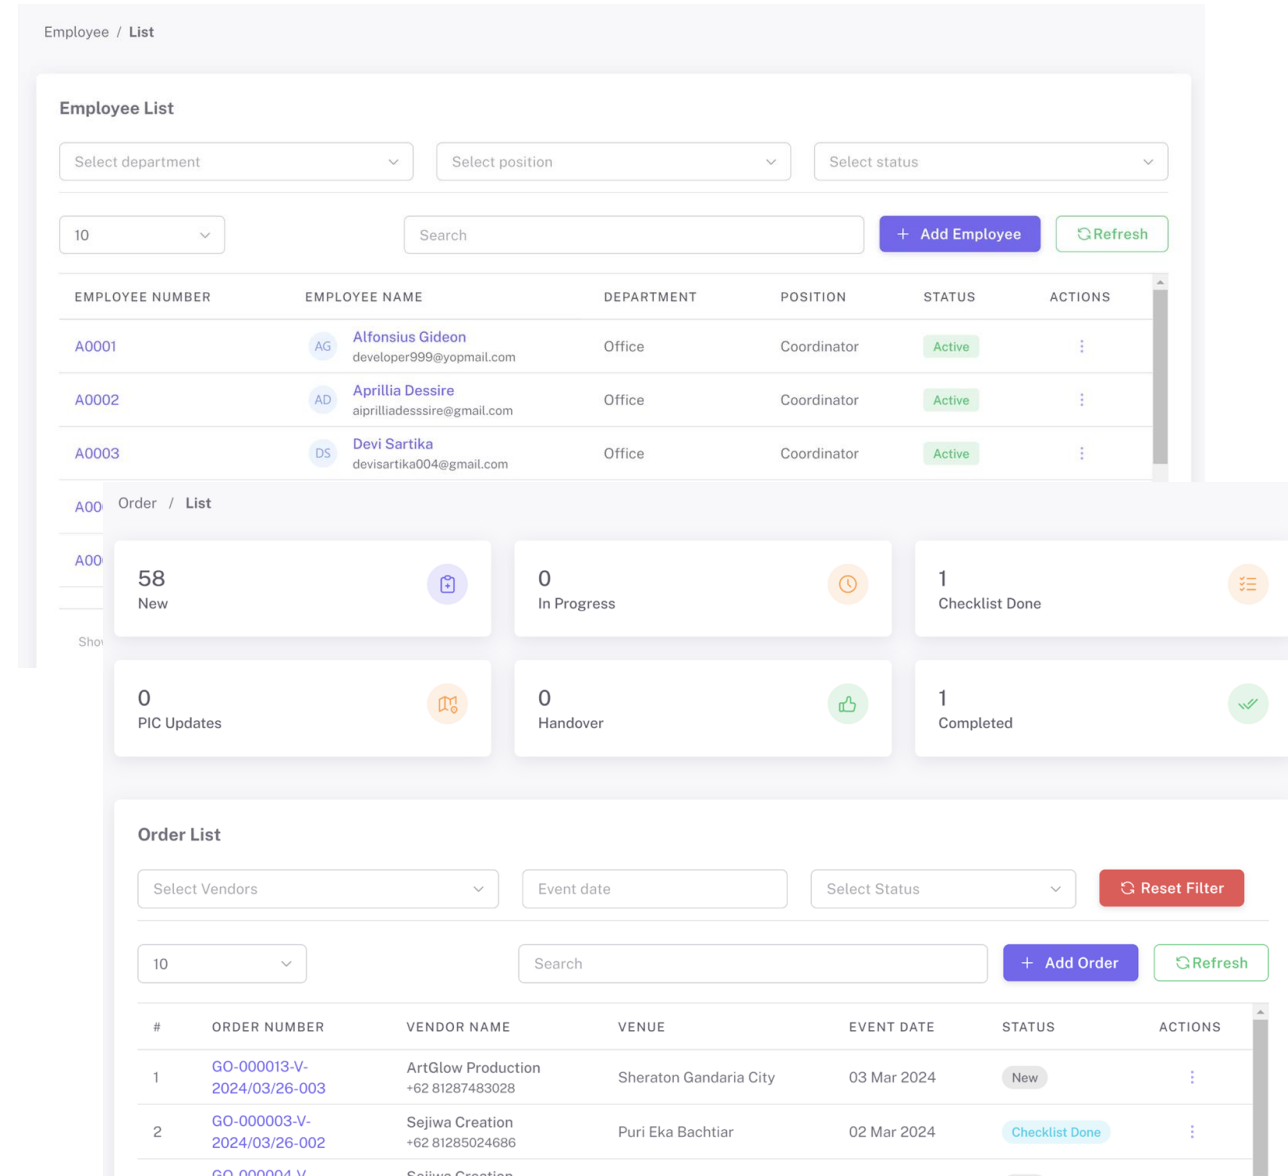 Employee / List
Employee List
Select department Select position Select status
10 Search + Add Employee Refresh
EMPLOYEE NUMBER EMPLOYEE NAME DEPARTMENT POSITION STATUS ACTIONS
A0001 AG Alfonsius Gideon Office Coordinator Active
developer999@yopmail.com
A0002 AD Aprillia Dessire Office Coordinator Active
aiprilliadesssire@gmail.com
A0003 DS Devi Sartika Office Coordinator Active
devisartika004@gmail.com
Order / List
58 0 1
New In Progress Checklist Done
0 0 1
PIC Updates Handover Completed
Order List
Select Vendors Event date Select Status Reset Filter
10 Search + Add Order Refresh
# ORDER NUMBER VENDOR NAME VENUE EVENT DATE STATUS ACTIONS
1 GO-000013-V-2024/03/26-003 ArtGlow Production Sheraton Gandaria City 03 Mar 2024 New
+62 81287483028
2 GO-000003-V-2024/03/26-002 Sejiwa Creation Puri Eka Bachtiar 02 Mar 2024 Checklist Done
+62 81285024686
GO-000004-V- Sejiwa Creation